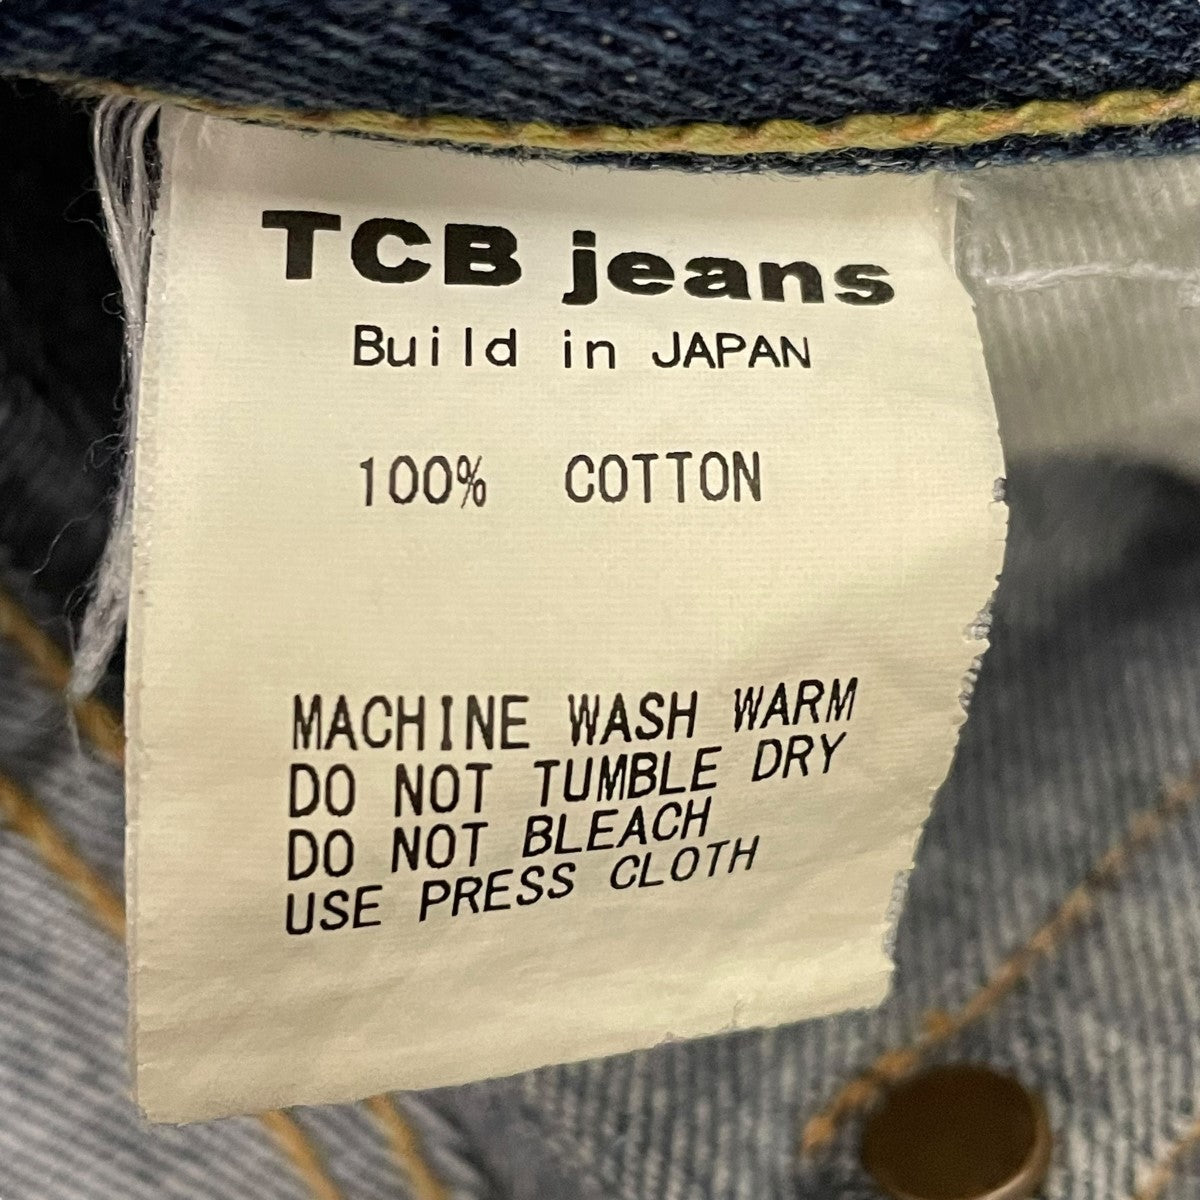 TCB jeans
Build in JAPAN
100% COTTON
MACHINE WASH WARM
DO NOT TUMBLE DRY
DO NOT BLEACH
USE PRESS CLOTH